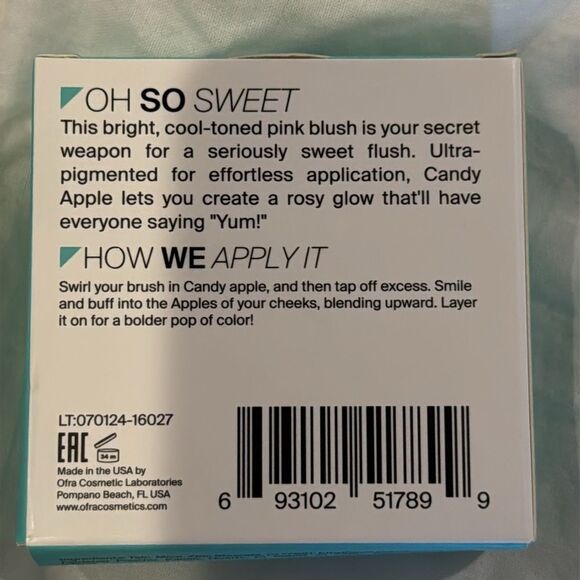 OH SO SWEET
This bright, cool-toned pink blush is your secret
weapon for a seriously sweet flush. Ultra-
pigmented for effortless application, Candy
Apple lets you create a rosy glow that'll have
everyone saying "Yum!"
HOW WE APPLY IT
Swirl your brush in Candy apple, and then tap off excess. Smile
and buff into the Apples of your cheeks, blending upward. Layer
it on for a bolder pop of color!
LT:070124-16027
EAC 24 m
Made in the USA by
Ofra Cosmetic Laboratories
Pompano Beach, FL USA
www.ofracosmetics.com
6 93102 51789 9